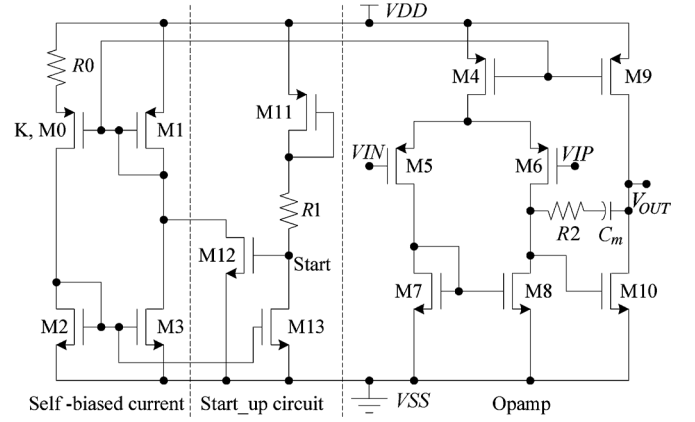 VDD
R0
M4
M9
M11
K, M0
M1
VIN
M5
M6
VIP
R1
VOUT
R2
Cm
M12
Start
M7
M8
M10
M2
M3
M13
Self -biased current
Start_up circuit
VSS
Opamp